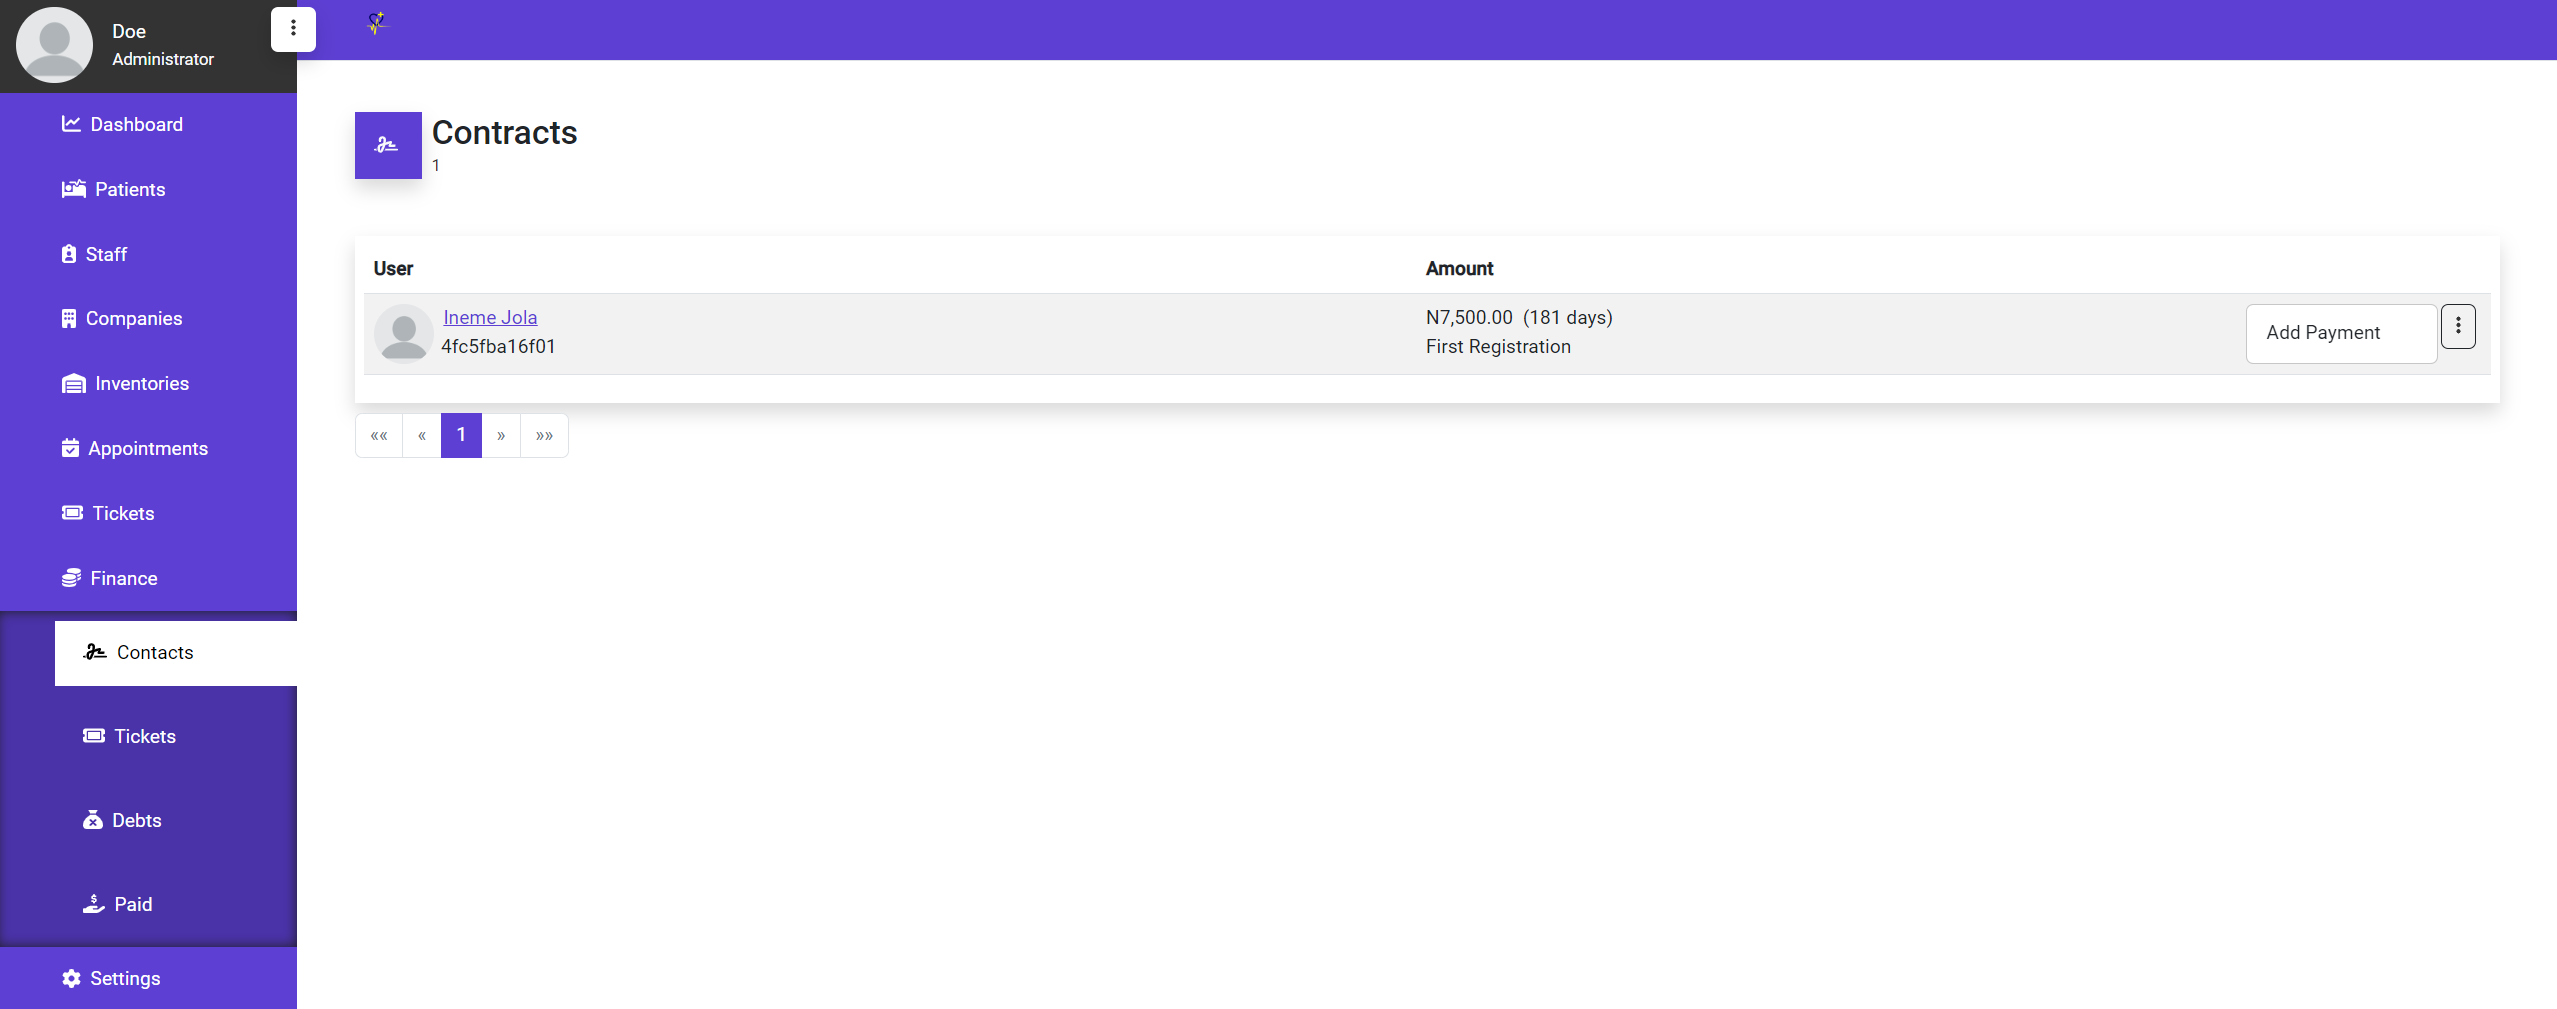 Doe
Administrator
Dashboard
Patients
Staff
Companies
Inventories
Appointments
Tickets
Finance
Contacts
Tickets
Debts
Paid
Settings
Contracts
1
User Amount
Ineme Jola N7,500.00 (181 days)
4fc5fba16f01 First Registration
Add Payment
«« « 1 » »»